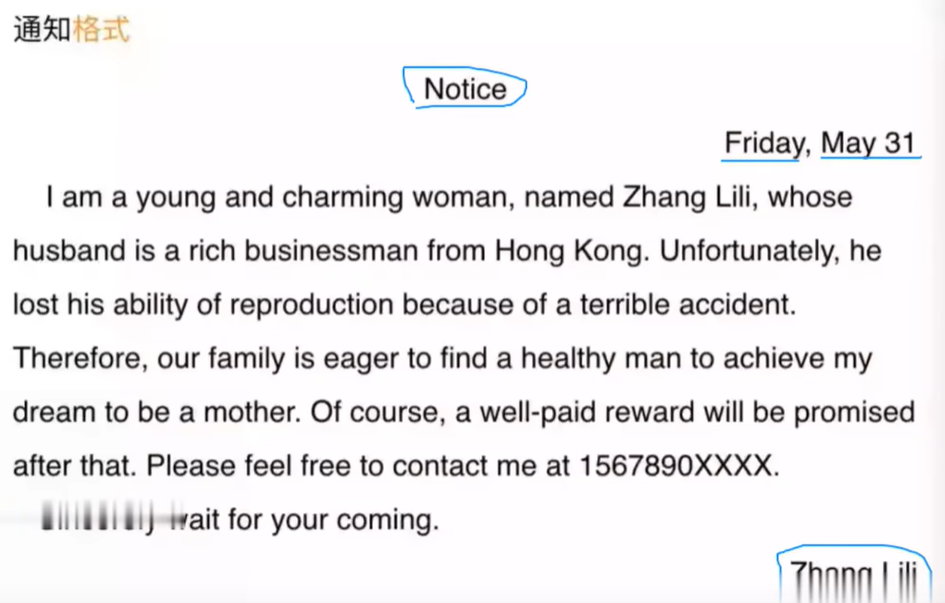 通知格式
Notice
Friday, May 31
I am a young and charming woman, named Zhang Lili, whose
husband is a rich businessman from Hong Kong. Unfortunately, he
lost his ability of reproduction because of a terrible accident.
Therefore, our family is eager to find a healthy man to achieve my
dream to be a mother. Of course, a well-paid reward will be promised
after that. Please feel free to contact me at 1567890XXXX.
wait for your coming.
Zhang Lili